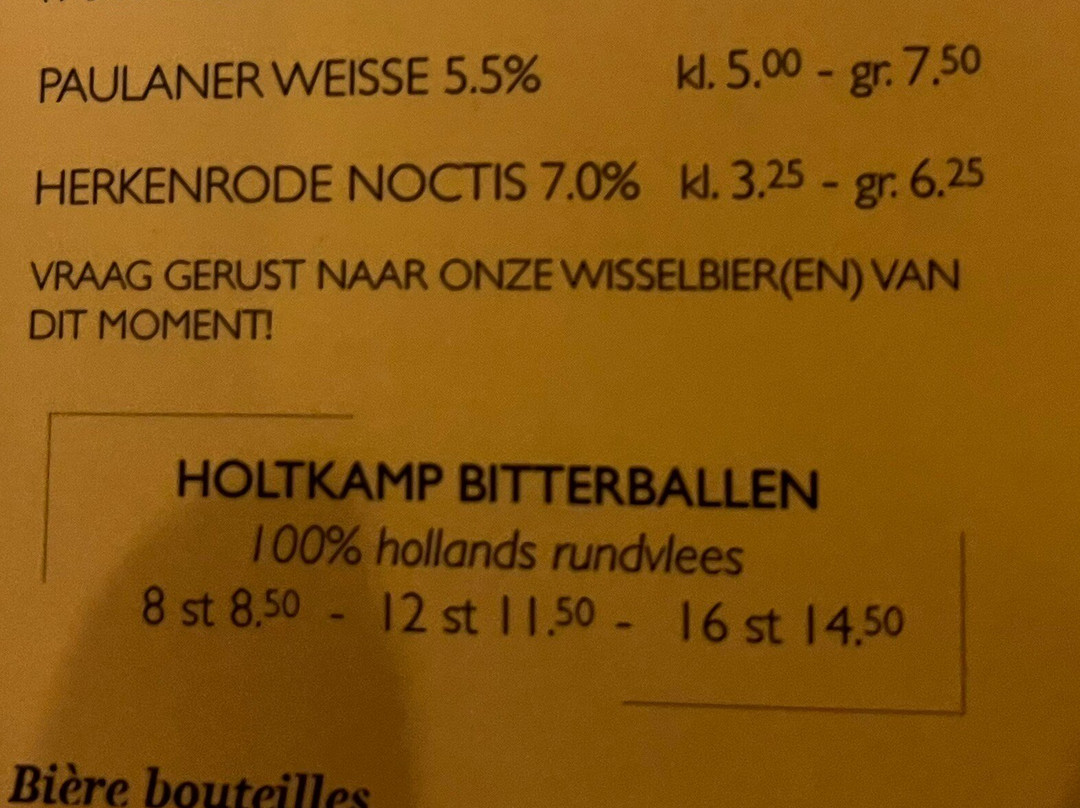 PAULANER WEISSE 5.5% kl. 5.00 - gr. 7.50
HERKENRODE NOCTIS 7.0% kl. 3.25 - gr. 6.25
VRAAG GERUST NAAR ONZE WISSELBIER(EN) VAN
DIT MOMENT!
HOLTKAMP BITTERBALLEN
100% hollands rundvlees
8 st 8.50 - 12 st 11.50 - 16 st 14.50
Bière bouteilles